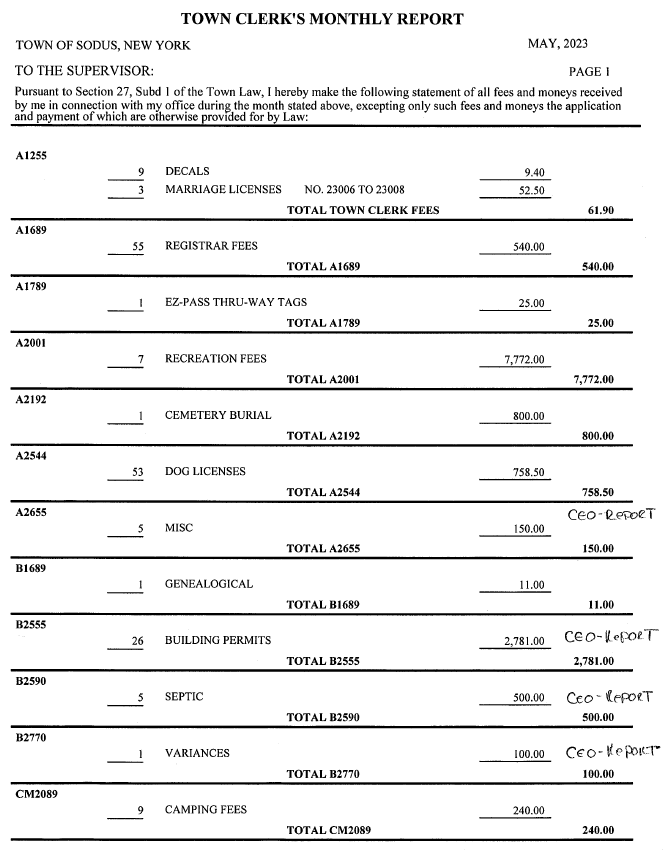 TOWN CLERK'S MONTHLY REPORT
TOWN OF SODUS, NEW YORK MAY, 2023
TO THE SUPERVISOR: PAGE 1
Pursuant to Section 27, Subd 1 of the Town Law, I hereby make the following statement of all fees and moneys received
by me in connection with my office during the month stated above, excepting only such fees and moneys the application
and payment of which are otherwise provided for by Law:
A1255
9 DECALS 9.40
3 MARRIAGE LICENSES NO. 23006 TO 23008 52.50
TOTAL TOWN CLERK FEES 61.90
A1689
55 REGISTRAR FEES 540.00
TOTAL A1689 540.00
A1789
1 EZ-PASS THRU-WAY TAGS 25.00
TOTAL A1789 25.00
A2001
7 RECREATION FEES 7,772.00
TOTAL A2001 7,772.00
A2192
1 CEMETERY BURIAL 800.00
TOTAL A2192 800.00
A2544
53 DOG LICENSES 758.50
TOTAL A2544 758.50
A2655 CEO-REPORT
5 MISC 150.00
TOTAL A2655 150.00
B1689
1 GENEALOGICAL 11.00
TOTAL B1689 11.00
B2555
26 BUILDING PERMITS 2,781.00 CEO-RePORT
TOTAL B2555 2,781.00
B2590
5 SEPTIC 500.00 CEO-RePORT
TOTAL B2590 500.00
B2770
1 VARIANCES 100.00 CEO-RePORT
TOTAL B2770 100.00
CM2089
9 CAMPING FEES 240.00
TOTAL CM2089 240.00